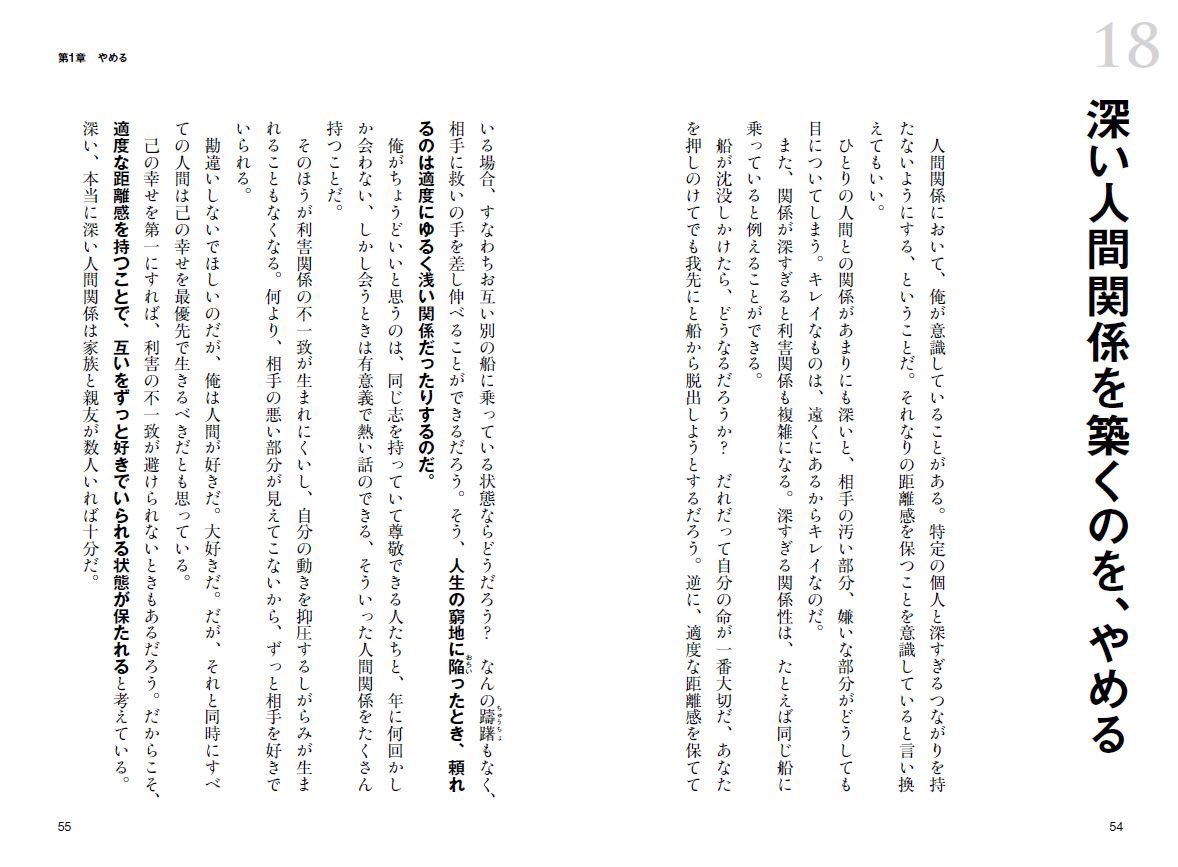 18
深い人間関係を築くのを、やめる
人間関係において、俺が意識していることがある。特定の個人と深すぎるつながりを持
たないようにする、ということだ。それなりの距離感を保つことを意識していると言い換
えてもいい。
ひとりの人間との関係があまりにも深いと、相手の汚い部分、嫌いな部分がどうしても
目についてしまう。キレイなものは、遠くにあるからキレイなのだ。
また、関係が深すぎると利害関係も複雑になる。深すぎる関係性は、たとえば同じ船に
乗っていると例えることができる。
船が沈没しかけたら、どうなるだろうか？　だれだって自分の命が一番大切だ、あなた
を押しのけてでも我先にと船から脱出しようとするだろう。逆に、適度な距離感を保てて
54
第1章　やめる
いる場合、すなわちお互い別の船に乗っている状態ならどうだろう？　なんの躊躇もなく、
ちゅうちょ
相手に救いの手を差し伸べることができるだろう。そう、人生の窮地に陥ったとき、頼れ
おちい
るのは適度にゆるく浅い関係だったりするのだ。
俺がちょうどいいと思うのは、同じ志を持っていて尊敬できる人たちと、年に何回かし
か会わない、しかし会うときは有意義で熱い話のできる、そういった人間関係をたくさん
持つことだ。
そのほうが利害関係の不一致が生まれにくいし、自分の動きを抑圧するしがらみが生ま
れることもなくなる。何より、相手の悪い部分が見えてこないから、ずっと相手を好きで
いられる。
勘違いしないでほしいのだが、俺は人間が好きだ。大好きだ。だが、それと同時にすべ
ての人間は己の幸せを最優先で生きるべきだとも思っている。
己の幸せを第一にすれば、利害の不一致が避けられないときもあるだろう。だからこそ、
適度な距離感を持つことで、互いをずっと好きでいられる状態が保たれると考えている。
深い、本当に深い人間関係は家族と親友が数人いれば十分だ。
55